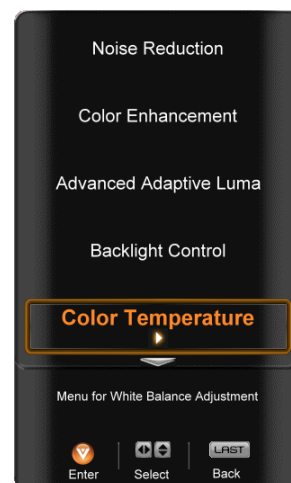 Noise Reduction
Color Enhancement
Advanced Adaptive Luma
Backlight Control
Color Temperature
Menu for White Balance Adjustment
V
LAST
Enter Select Back